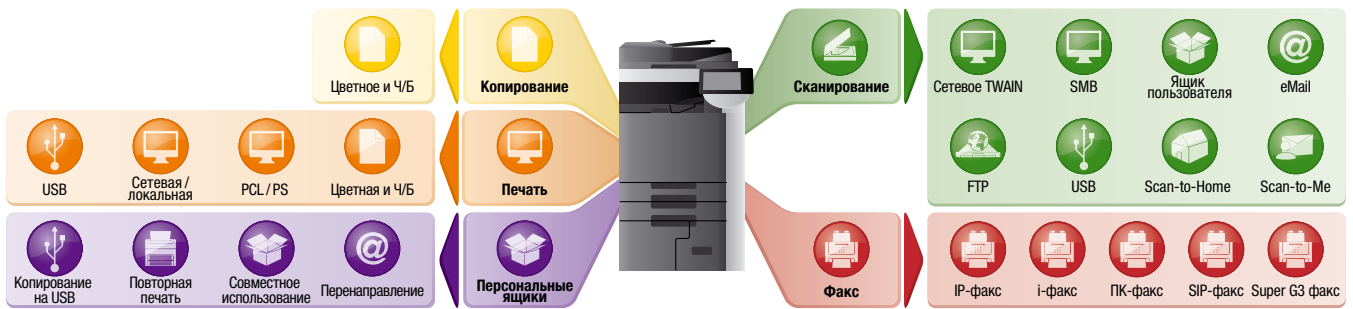 Цветное и Ч/Б
Копирование
USB
Сетевая /
локальная
PCL / PS
Цветная и Ч/Б
Печать
Копирование
на USB
Повторная
печать
Совместное
использование
Перенаправление
Персональные
ящики
Сканирование
Сетевое TWAIN
SMB
Ящик
пользователя
eMail
FTP
USB
Scan-to-Home
Scan-to-Me
Факс
IP-факс
i-факс
ПК-факс
SIP-факс
Super G3 факс